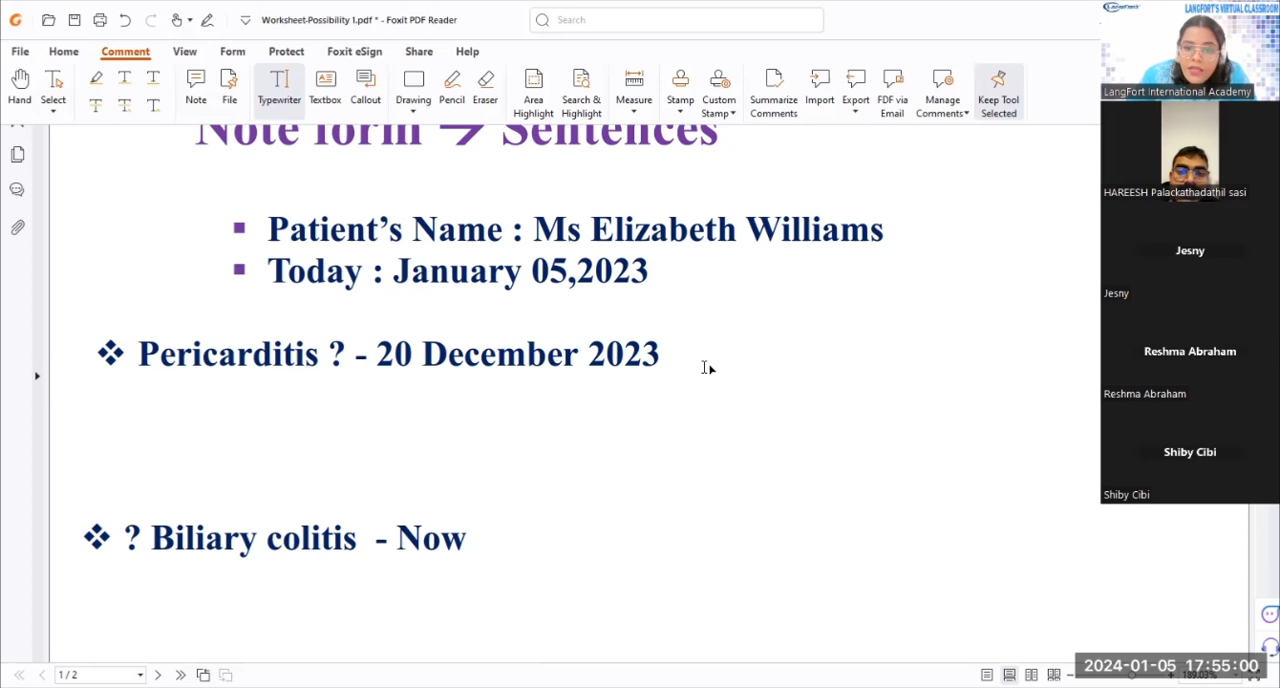 Worksheet-Possibility 1.pdf * - Foxit PDF Reader
Search
File Home Comment View Form Protect Foxit eSign Share Help
Hand Select Note File Typewriter Textbox Callout Drawing Pencil Eraser Area Highlight Search & Highlight Measure Stamp Custom Stamp Summarize Comments Import Export FDF via Email Manage Comments Keep Tool Selected
Note form → Sentences
▪ Patient's Name : Ms Elizabeth Williams
▪ Today : January 05,2023
❖ Pericarditis ? - 20 December 2023
❖ ? Biliary colitis - Now
1 / 2
LangFort
LANGFORT'S VIRTUAL CLASSROOM
LangFort International Academy
HAREESH Palackathadathil sasi
Jesny
Jesny
Reshma Abraham
Reshma Abraham
Shiby Cibi
Shiby Cibi
2024-01-05 17:55:00